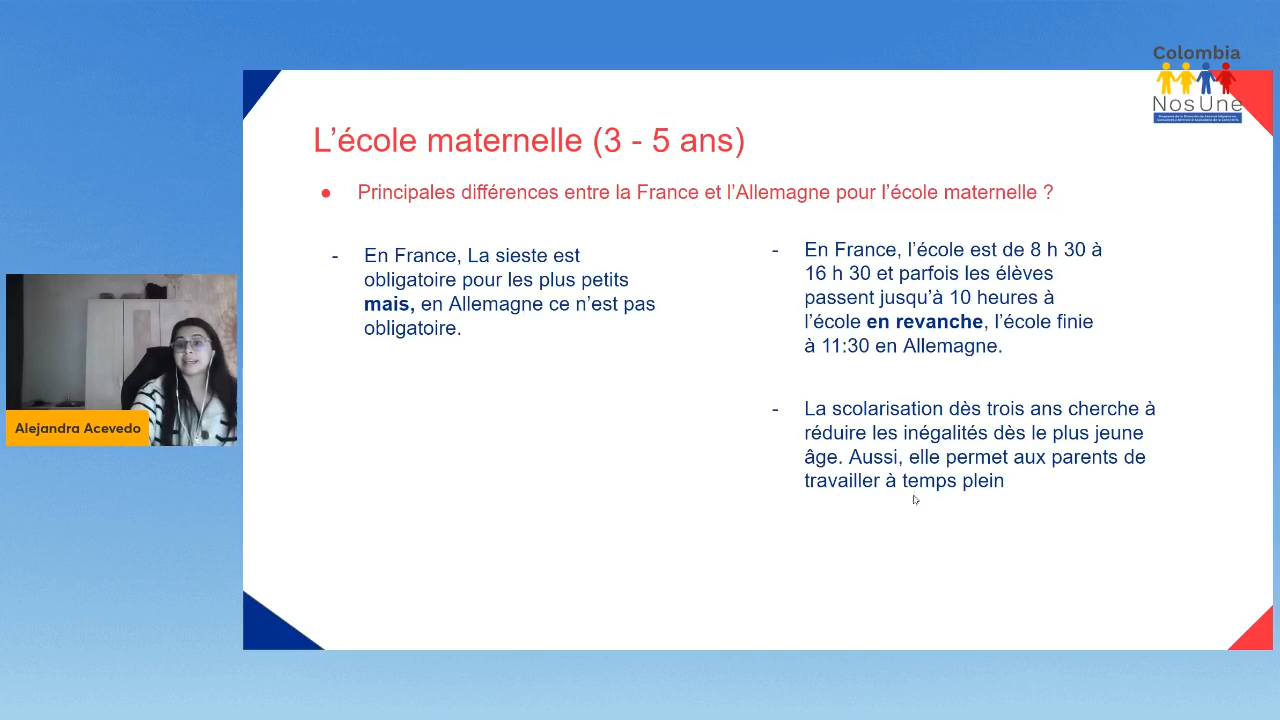 Colombia
NosUne
L'école maternelle (3 - 5 ans)
● Principales différences entre la France et l'Allemagne pour l'école maternelle ?
- En France, La sieste est
obligatoire pour les plus petits
mais, en Allemagne ce n'est pas
obligatoire.
- En France, l'école est de 8 h 30 à
16 h 30 et parfois les élèves
passent jusqu'à 10 heures à
l'école en revanche, l'école finie
à 11:30 en Allemagne.
- La scolarisation dès trois ans cherche à
réduire les inégalités dès le plus jeune
âge. Aussi, elle permet aux parents de
travailler à temps plein
Alejandra Acevedo